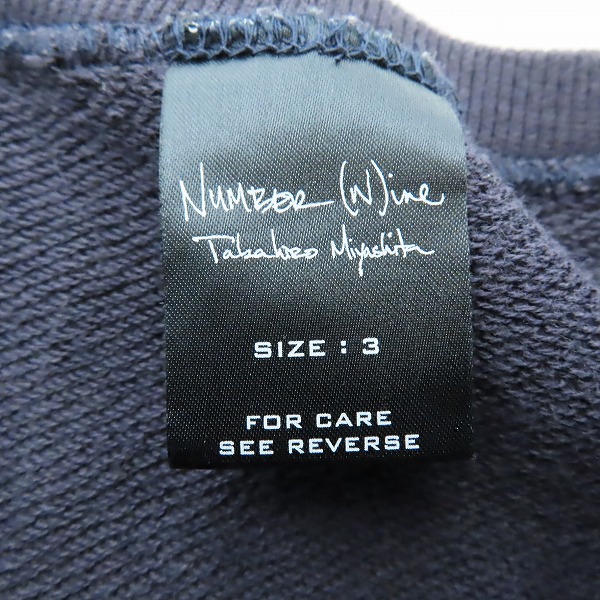 NUMBER (N)ine
Takahiro Miyashita
SIZE : 3
FOR CARE
SEE REVERSE